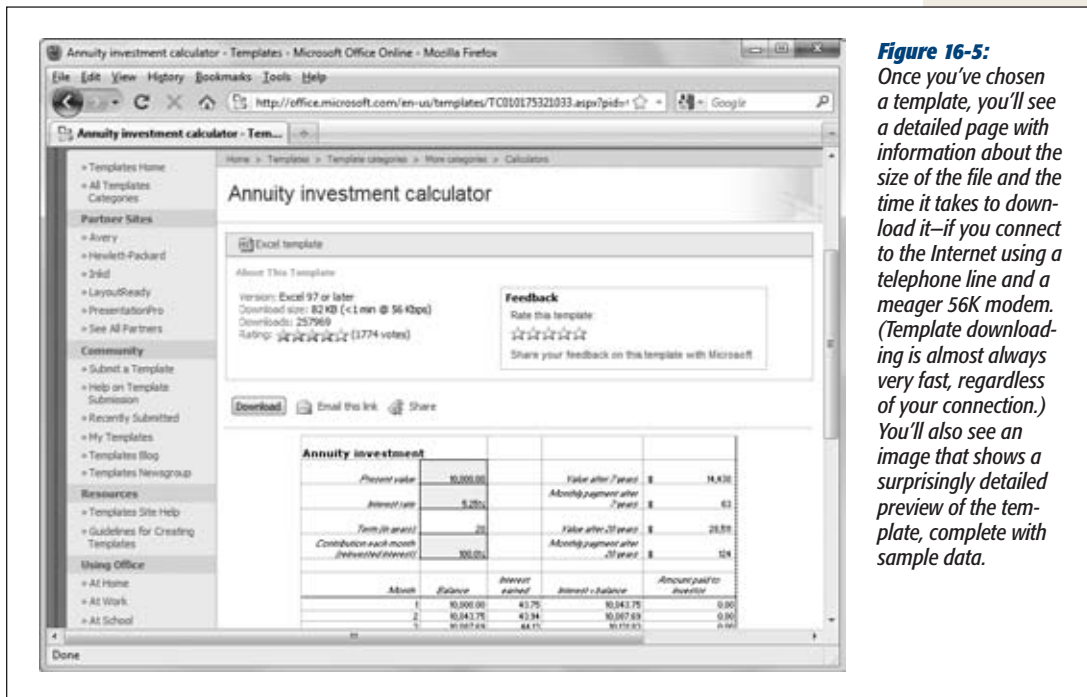 Annuity investment calculator - Templates - Microsoft Office Online - Mozilla Firefox
File Edit View History Bookmarks Tools Help
http://office.microsoft.com/en-us/templates/TC010175321033.aspx?pid= Google
Annuity investment calculator - Tem...
» Templates Home
» All Templates
Categories
Partner Sites
» Avery
» Hewlett-Packard
» Inkd
» LayoutReady
» PresentationPro
» See All Partners
Community
» Submit a Template
» Help on Template
Submission
» Recently Submitted
» My Templates
» Templates Blog
» Templates Newsgroup
Resources
» Templates Site Help
» Guidelines for Creating
Templates
Using Office
» At Home
» At Work
» At School
Home > Templates > Template categories > More categories > Calculators
Annuity investment calculator
Excel template
About This Template
Version: Excel 97 or later
Download size: 82 KB (<1 min @ 56 Kbps)
Downloads: 257969
Rating: (1774 votes)
Feedback
Rate this template:
Share your feedback on this template with Microsoft
Download Email this link Share
Annuity investment
Present value 10,000.00 Value after 7 years $ 14,430
Interest rate 5.25% Monthly payment after
7 years $ 63
Term (in years) 20 Value after 20 years $
Contribution each month
(reinvested interest) 100.0% Monthly payment after
20 years $ 124
Month Balance Interest
earned Interest + balance Amount paid to
investor
1 10,000.00 43.75 10,043.75 0.00
2 10,043.75 43.94 10,087.69 0.00
3 10,087.69 44.13 0.00
Done
Figure 16-5:
Once you've chosen
a template, you'll see
a detailed page with
information about the
size of the file and the
time it takes to down-
load it—if you connect
to the Internet using a
telephone line and a
meager 56K modem.
(Template download-
ing is almost always
very fast, regardless
of your connection.)
You'll also see an
image that shows a
surprisingly detailed
preview of the tem-
plate, complete with
sample data.